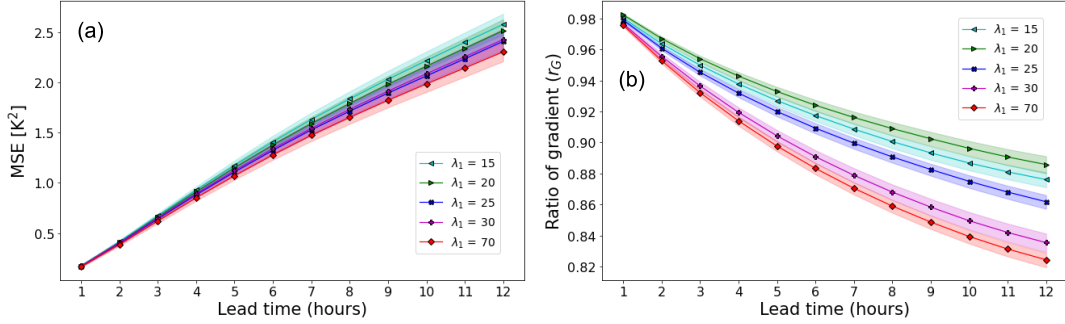 (a)
MSE [K²]
2.5
2.0
1.5
1.0
0.5
λ₁ = 15
λ₁ = 20
λ₁ = 25
λ₁ = 30
λ₁ = 70
1 2 3 4 5 6 7 8 9 10 11 12
Lead time (hours)
(b)
Ratio of gradient (r_G)
0.98
0.96
0.94
0.92
0.90
0.88
0.86
0.84
0.82
λ₁ = 15
λ₁ = 20
λ₁ = 25
λ₁ = 30
λ₁ = 70
1 2 3 4 5 6 7 8 9 10 11 12
Lead time (hours)